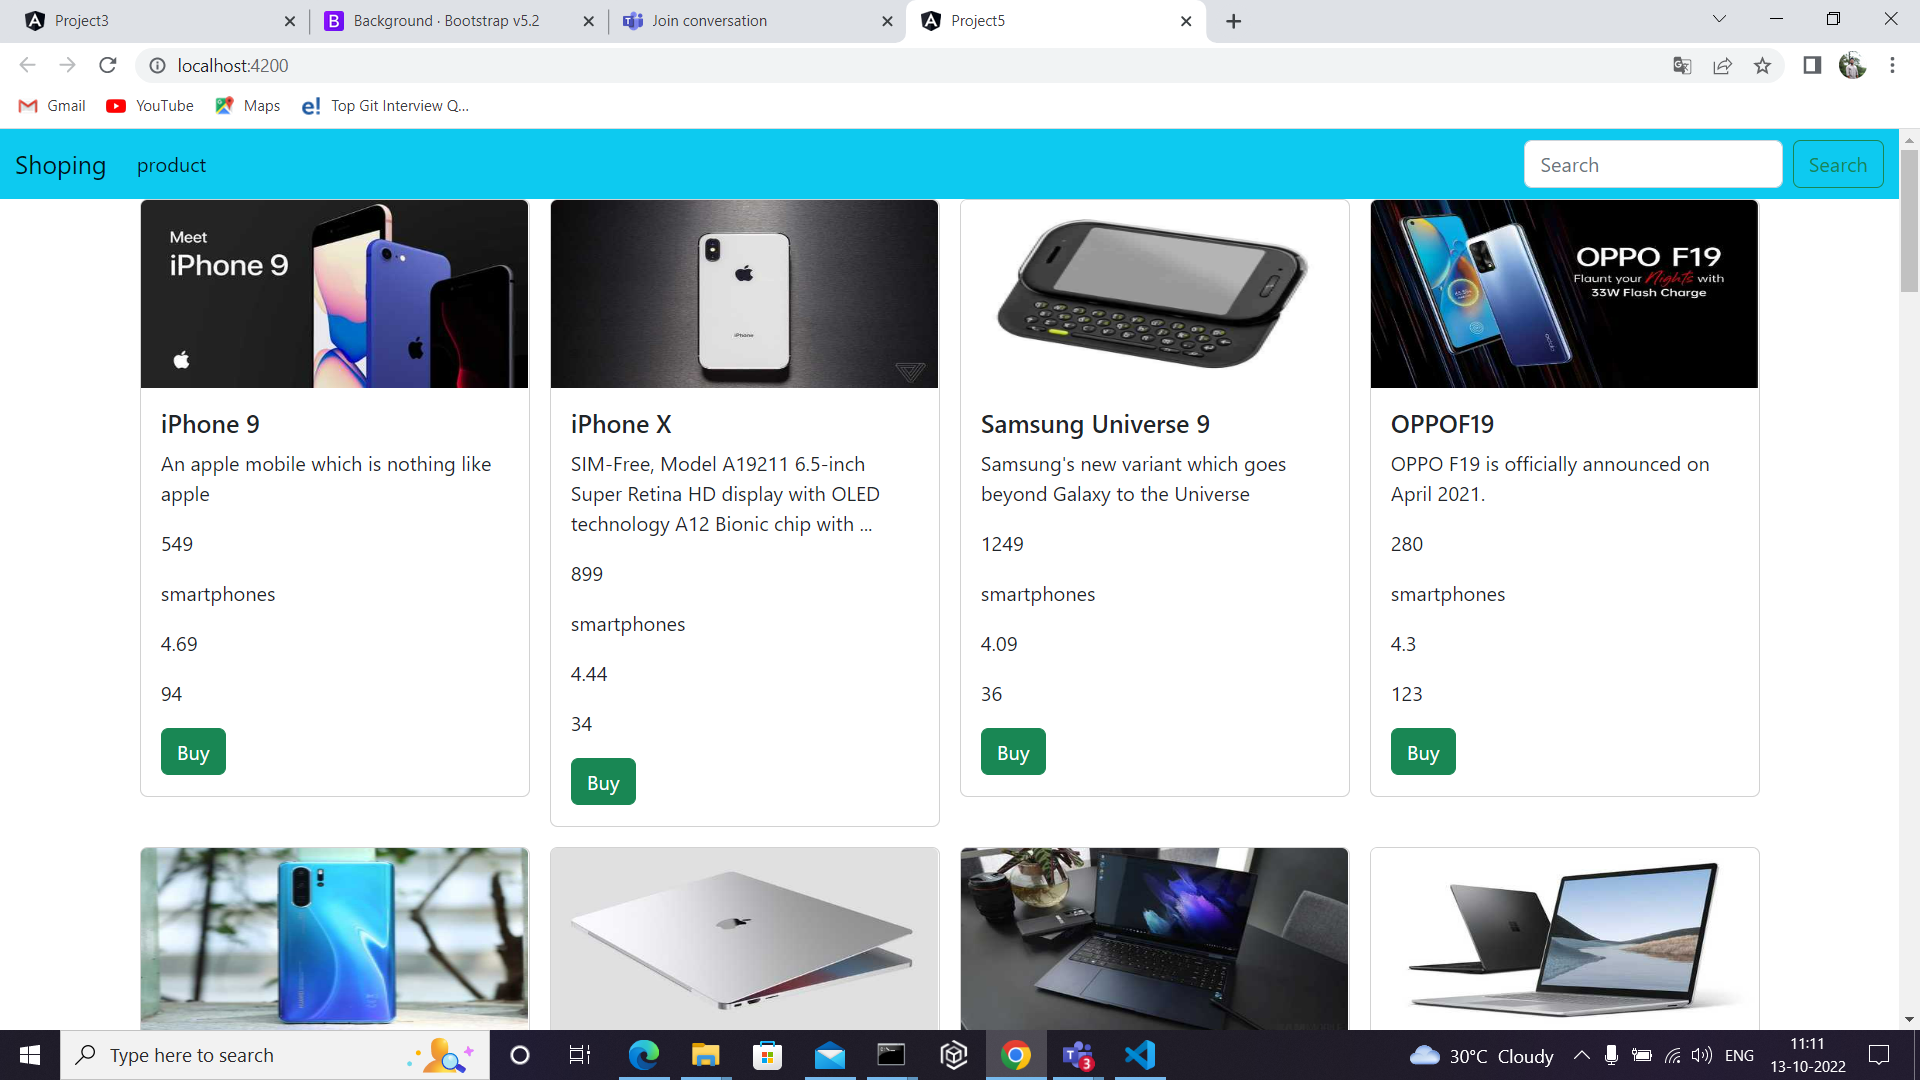 Project3
Background · Bootstrap v5.2
Join conversation
Project5
localhost:4200
Gmail
YouTube
Maps
e!
Top Git Interview Q...
Shoping
product
Search
Search
Meet
iPhone 9
iPhone
OPPO F19
Flaunt your Nights with
33W Flash Charge
iPhone 9
An apple mobile which is nothing like
apple
549
smartphones
4.69
94
Buy
iPhone X
SIM-Free, Model A19211 6.5-inch
Super Retina HD display with OLED
technology A12 Bionic chip with ...
899
smartphones
4.44
34
Buy
Samsung Universe 9
Samsung's new variant which goes
beyond Galaxy to the Universe
1249
smartphones
4.09
36
Buy
OPPOF19
OPPO F19 is officially announced on
April 2021.
280
smartphones
4.3
123
Buy
Type here to search
3
30°C Cloudy
ENG
11:11
13-10-2022